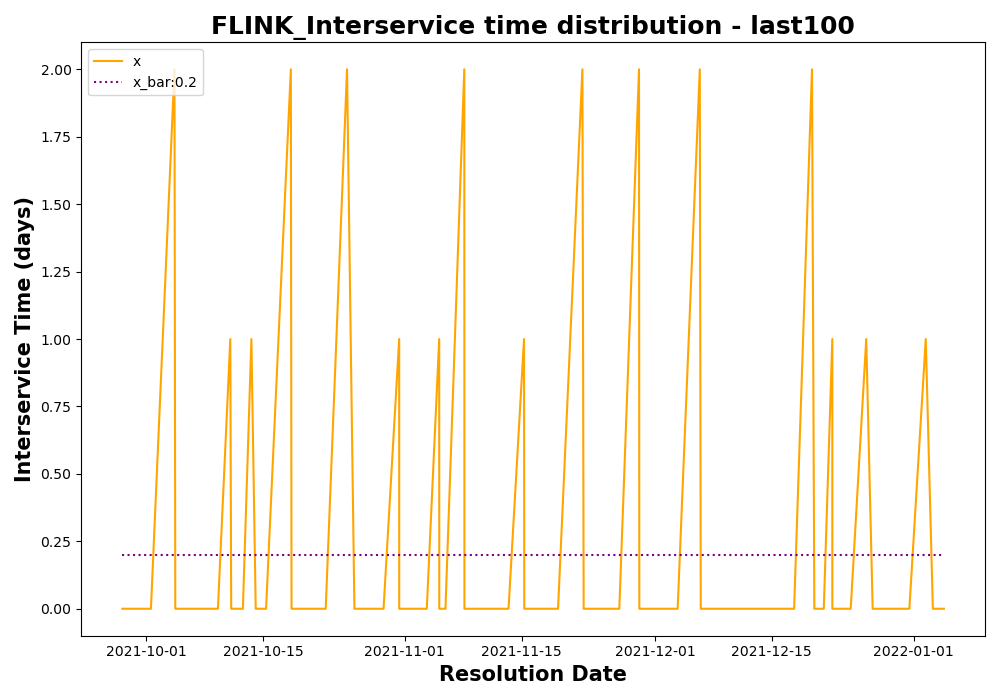 FLINK_Interservice time distribution - last100
x
x_bar:0.2
2.00
1.75
1.50
1.25
1.00
0.75
0.50
0.25
0.00
Interservice Time (days)
2021-10-01 2021-10-15 2021-11-01 2021-11-15 2021-12-01 2021-12-15 2022-01-01
Resolution Date